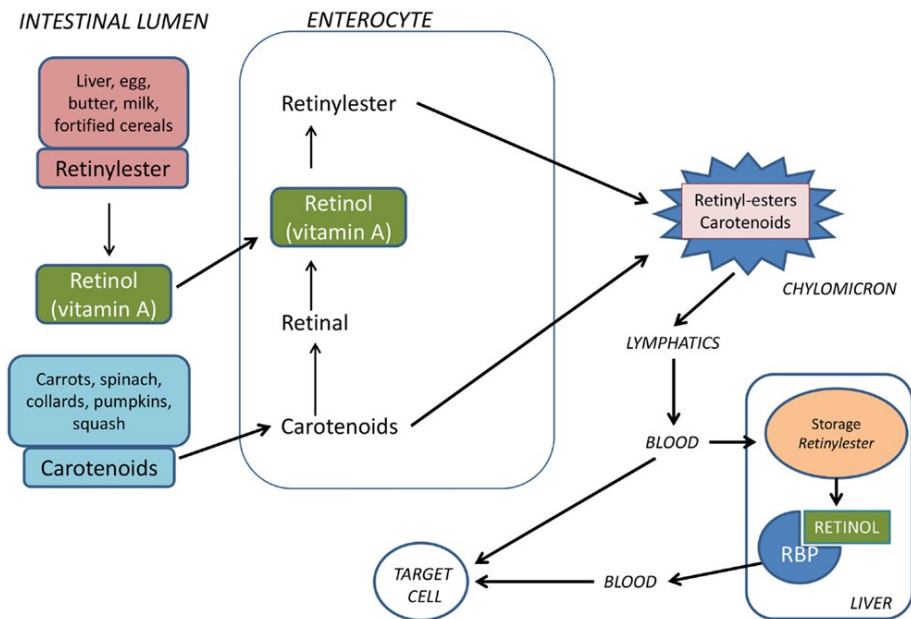 INTESTINAL LUMEN
ENTEROCYTE
Liver, egg,
butter, milk,
fortified cereals
Retinylester
Retinol
(vitamin A)
Carrots, spinach,
collards, pumpkins,
squash
Carotenoids
Retinylester
Retinol
(vitamin A)
Retinal
Carotenoids
Retinyl-esters
Carotenoids
CHYLOMICRON
LYMPHATICS
BLOOD
Storage
Retinylester
RETINOL
RBP
LIVER
BLOOD
TARGET
CELL